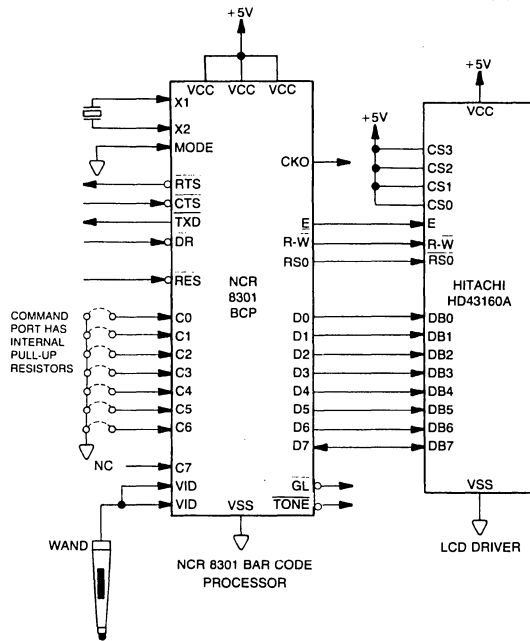 +5V
VCC VCC VCC
X1
X2
MODE
RTS
CTS
TXD
DR
RES
C0
C1
C2
C3
C4
C5
C6
C7
VID
VID
NC
COMMAND
PORT HAS
INTERNAL
PULL-UP
RESISTORS
WAND
NCR
8301
BCP
CKO
E
R-W
RS0
D0
D1
D2
D3
D4
D5
D6
D7
GL
TONE
VSS
NCR 8301 BAR CODE
PROCESSOR
+5V
+5V
VCC
CS3
CS2
CS1
CS0
E
R-W
RS0
HITACHI
HD43160A
DB0
DB1
DB2
DB3
DB4
DB5
DB6
DB7
VSS
LCD DRIVER